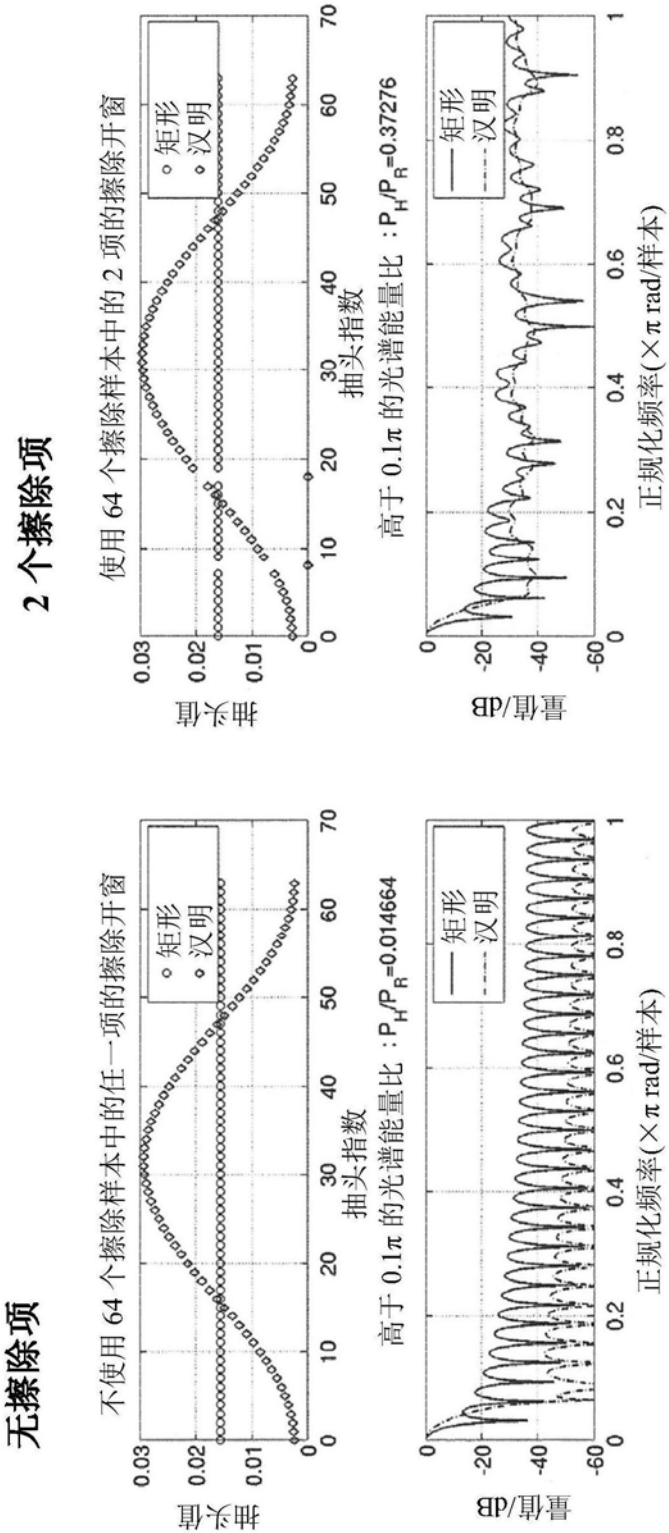 无擦除项
不使用 64 个擦除样本中的任一项的擦除开窗
抽头值
0.03
0.02
0.01
0
矩形
汉明
0
10
20
30
40
50
60
70
抽头指数
高于 0.1π 的光谱能量比 : P_H/P_R=0.014664
量值/dB
0
-20
-40
-60
矩形
汉明
0
0.2
0.4
0.6
0.8
1
正规化频率(×π rad/样本)
2 个擦除项
使用 64 个擦除样本中的 2 项的擦除开窗
抽头值
0.03
0.02
0.01
0
矩形
汉明
0
10
20
30
40
50
60
70
抽头指数
高于 0.1π 的光谱能量比 : P_H/P_R=0.37276
量值/dB
0
-20
-40
-60
矩形
汉明
0
0.2
0.4
0.6
0.8
1
正规化频率(×π rad/样本)